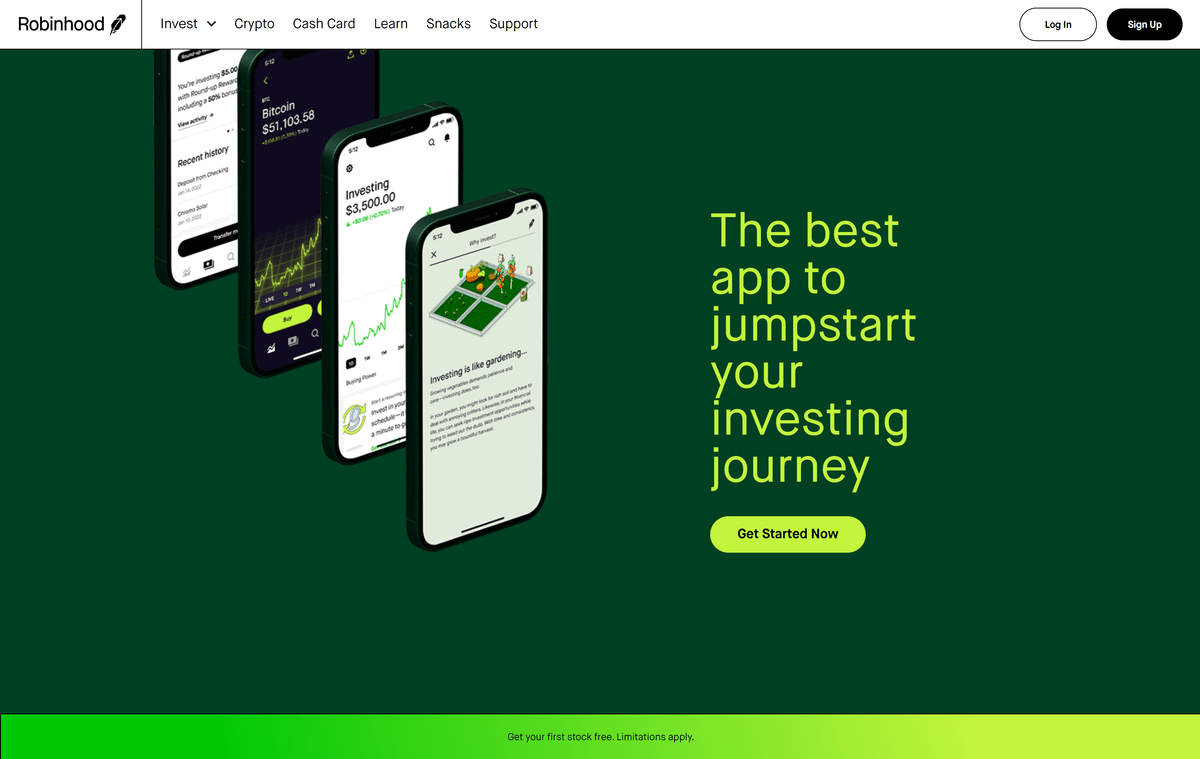 Robinhood
Invest
Crypto
Cash Card
Learn
Snacks
Support
Log In
Sign Up
Round-up
You're investing $5.00
with Round-up Reward
including a 50% bonus
View activity →
Recent history
Deposit from Checking
Jan 14, 2022
Chromo Solar
Jan 10, 2022
Transfer
5:12
BTC
Bitcoin
$51,103.58
Today
LIVE 1D 1W 1M
Buy
5:12
Investing
$3,500.00
Today
1D 1W 1M 3M
Buying Power
Start a recurring
Invest in your
schedule—it
a minute to
5:12
Why invest?
Investing is like gardening...
Growing vegetables demands patience and
care—investing does, too.
In your garden, you might look for rich soil and have to
deal with annoying critters. Likewise, in your financial
life, you can seek ripe investment opportunities while
trying to weed out the duds. With time and consistency,
you may grow a bountiful harvest.
The best
app to
jumpstart
your
investing
journey
Get Started Now
Get your first stock free. Limitations apply.